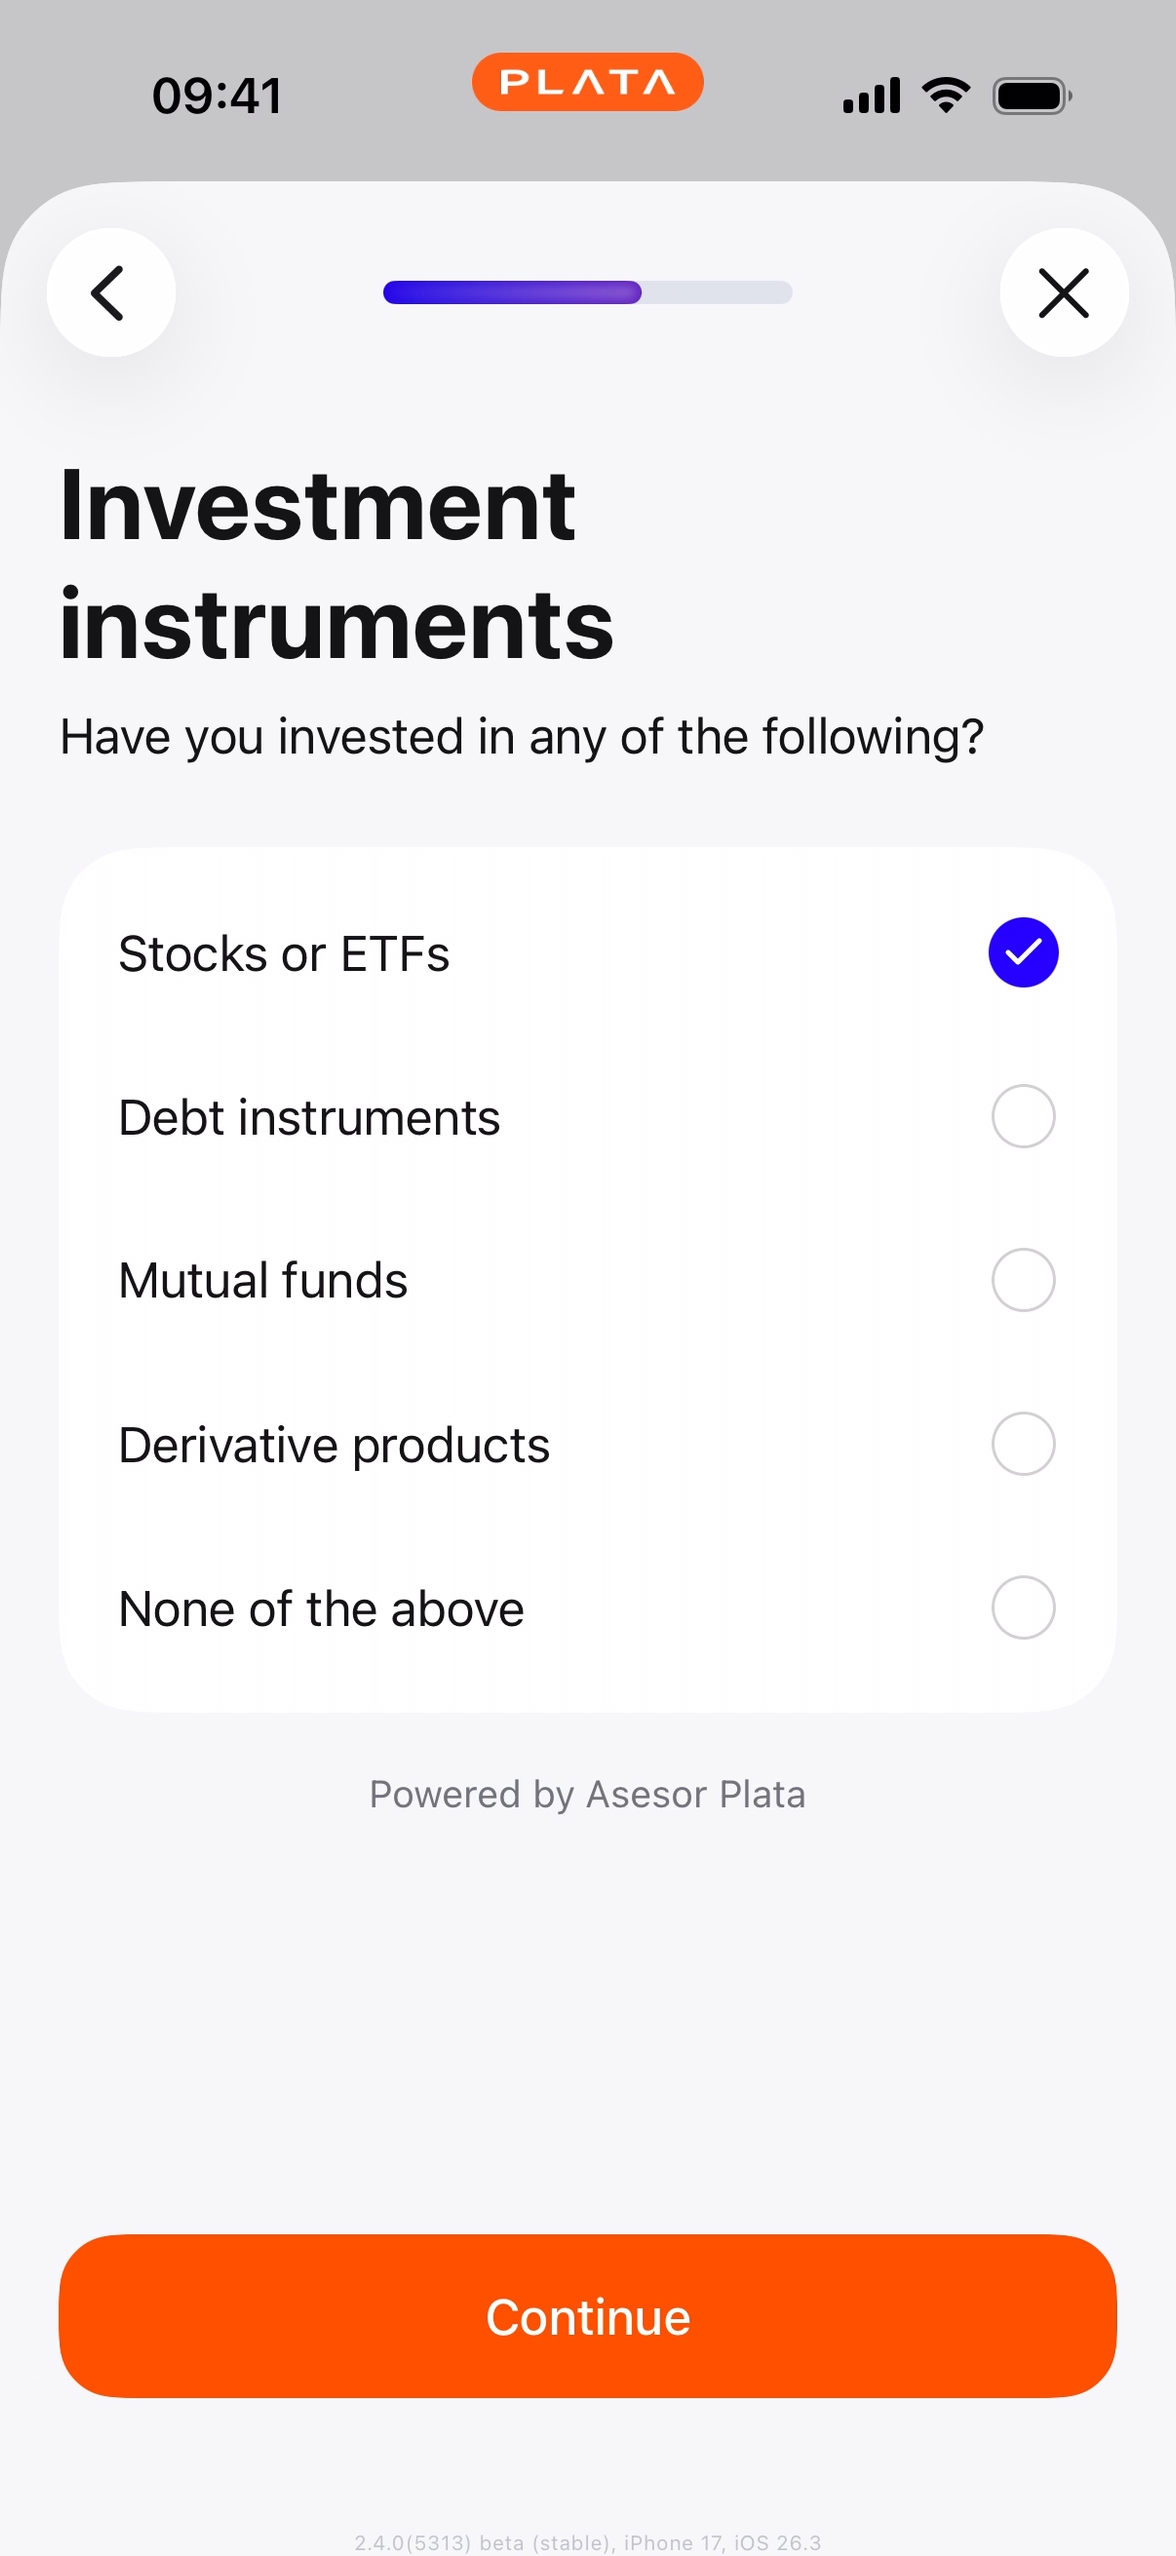 09:41
PLATA
Investment
instruments
Have you invested in any of the following?
Stocks or ETFs
Debt instruments
Mutual funds
Derivative products
None of the above
Powered by Asesor Plata
Continue
2.4.0(5313) beta (stable), iPhone 17, iOS 26.3